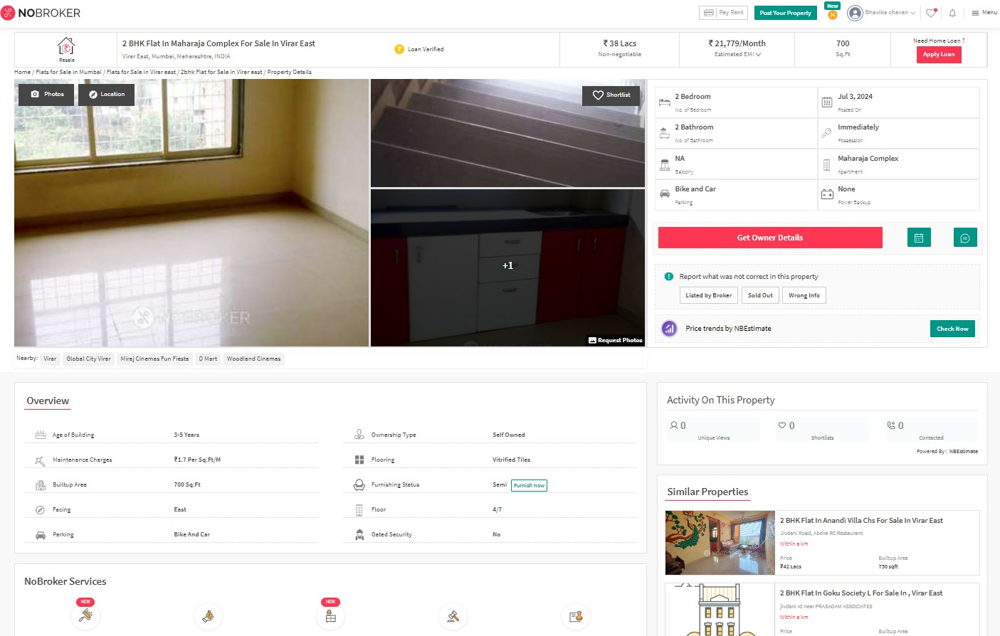 NOBROKER
Pay Rent
Post Your Property
New
N
Bhavika chavan
Menu
Resale
2 BHK Flat In Maharaja Complex For Sale In Virar East
Virar East, Mumbai, Maharashtra, INDIA
Loan Verified
₹ 38 Lacs
Non-negotiable
₹ 21,779/Month
Estimated EMI
700
Sq.Ft
Need Home Loan ?
Apply Loan
Home / Flats for Sale in Mumbai / Flats for Sale in Virar east / 2bhk Flat for Sale in Virar east / Property Details
Photos
Location
Shortlist
NOBROKER
+1
Request Photos
2 Bedroom
No. of Bedroom
Jul 3, 2024
Posted On
2 Bathroom
No. of Bathroom
Immediately
Possession
NA
Balcony
Maharaja Complex
Apartment
Bike and Car
Parking
None
Power Backup
Get Owner Details
Report what was not correct in this property
Listed by Broker
Sold Out
Wrong Info
Price trends by NBEstimate
Check Now
Nearby:
Virar
Global City Virar
Miraj Cinemas Fun Fiesta
D Mart
Woodland Cinemas
Overview
Age of Building
3-5 Years
Ownership Type
Self Owned
Maintenance Charges
₹1.7 Per Sq.Ft/M
Flooring
Vitrified Tiles
Builtup Area
700 Sq.Ft
Furnishing Status
Semi
Furnish Now
Facing
East
Floor
4/7
Parking
Bike And Car
Gated Security
No
NoBroker Services
NEW
NEW
Activity On This Property
0
Unique Views
0
Shortlists
0
Contacted
Powered By : NBEstimate
Similar Properties
2 BHK Flat In Anandi Villa Chs For Sale In Virar East
Jivdani Road, Above RC Restaurant
Within a km
Price
Builtup Area
₹42 Lacs
750 sqft
NOBROKER
2 BHK Flat In Goku Society L For Sale In , Virar East
jivdani rd near PRASADAM ASSOCIATES
Within a km
Price
Builtup Area